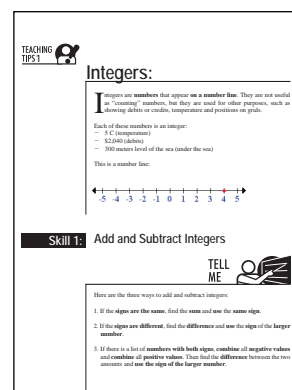 TEACHING
TIPS 1
Integers:
Integers are numbers that appear on a number line. They are not useful
as "counting" numbers, but they are used for other purposes, such as
showing debits or credits, temperature and positions on grids.
Each of these numbers is an integer:
− 5 C (temperature)
− $2,040 (debits)
− 300 meters level of the sea (under the sea)
This is a number line:
-5 -4 -3 -2 -1 0 1 2 3 4 5
Skill 1: Add and Subtract Integers
TELL
ME
Here are the three ways to add and subtract integers:
1. If the signs are the same, find the sum and use the same sign.
2. If the signs are different, find the difference and use the sign of the larger
number.
3. If there is a list of numbers with both signs, combine all negative values
and combine all positive values. Then find the difference between the two
amounts and use the sign of the larger number.